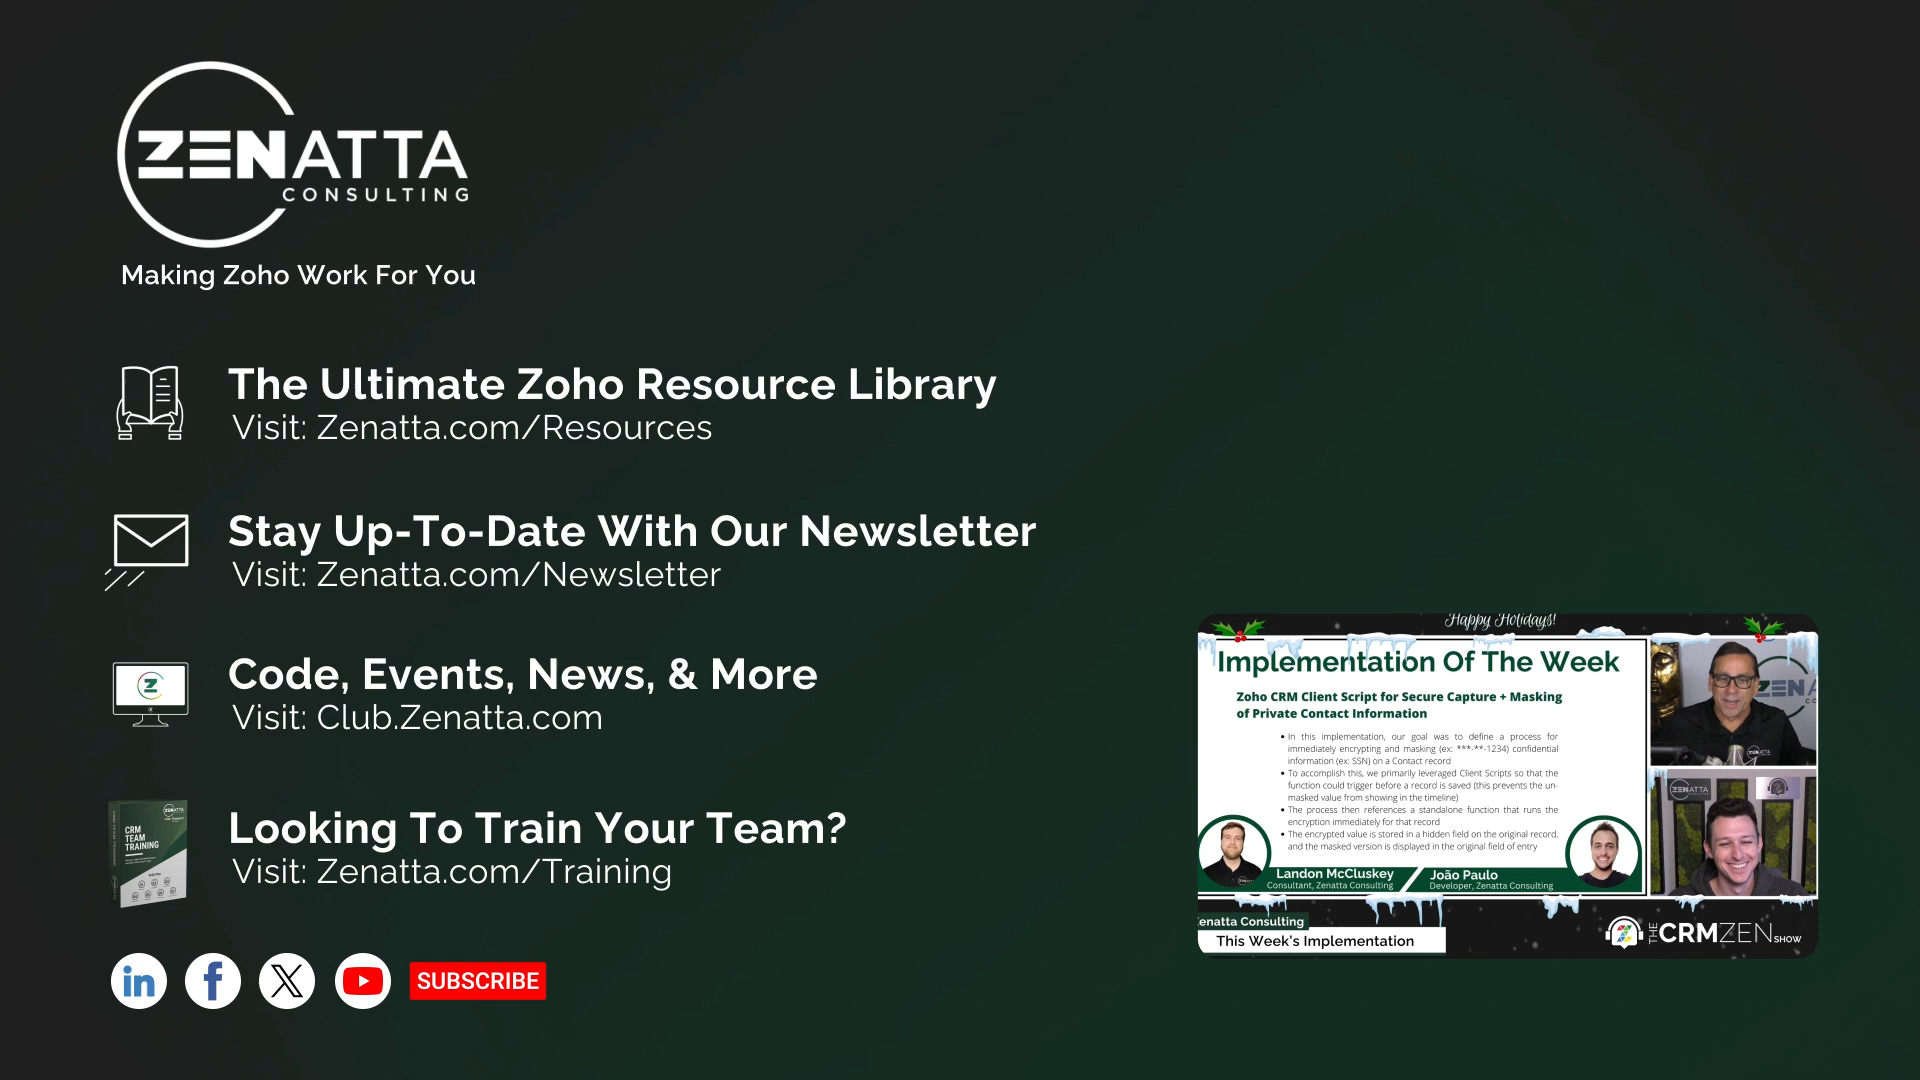 ZENATTA
CONSULTING
Making Zoho Work For You
The Ultimate Zoho Resource Library
Visit: Zenatta.com/Resources
Stay Up-To-Date With Our Newsletter
Visit: Zenatta.com/Newsletter
Code, Events, News, & More
Visit: Club.Zenatta.com
CRM
TEAM
TRAINING
Looking To Train Your Team?
Visit: Zenatta.com/Training
in
f
X
SUBSCRIBE
Happy Holidays!
Implementation Of The Week
Zoho CRM Client Script for Secure Capture + Masking
of Private Contact Information
• In this implementation, our goal was to define a process for
immediately encrypting and masking (ex: ***-**-1234) confidential
information (ex: SSN) on a Contact record
• To accomplish this, we primarily leveraged Client Scripts so that the
function could trigger before a record is saved (this prevents the un-
masked value from showing in the timeline)
• The process then references a standalone function that runs the
encryption immediately for that record
• The encrypted value is stored in a hidden field on the original record,
and the masked version is displayed in the original field of entry
Landon McCluskey
Consultant, Zenatta Consulting
João Paulo
Developer, Zenatta Consulting
enatta Consulting
This Week's Implementation
THE CRMZEN SHOW